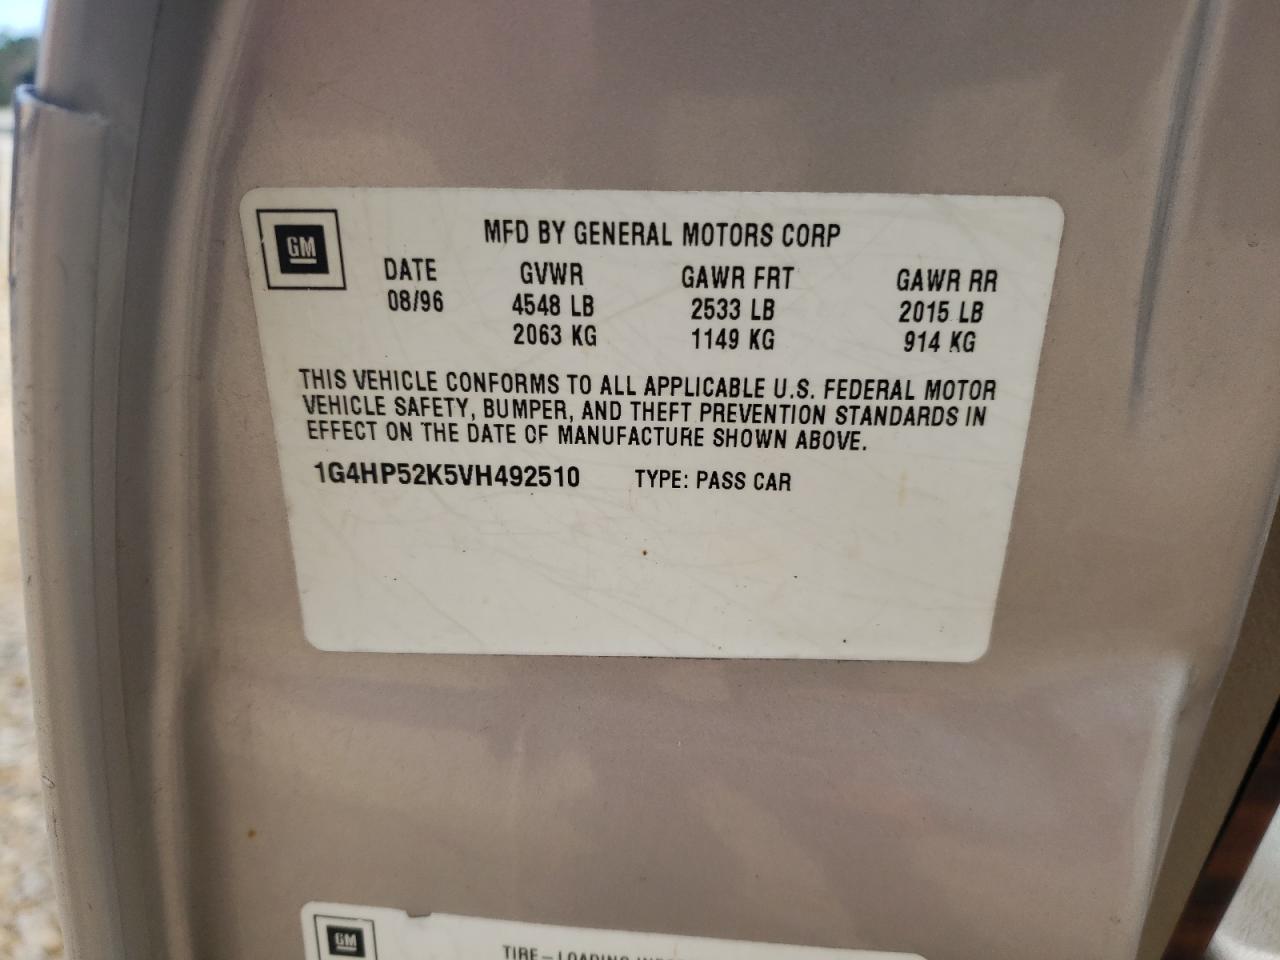 GM
MFD BY GENERAL MOTORS CORP
DATE GVWR GAWR FRT GAWR RR
08/96 4548 LB 2533 LB 2015 LB
2063 KG 1149 KG 914 KG
THIS VEHICLE CONFORMS TO ALL APPLICABLE U.S. FEDERAL MOTOR
VEHICLE SAFETY, BUMPER, AND THEFT PREVENTION STANDARDS IN
EFFECT ON THE DATE OF MANUFACTURE SHOWN ABOVE.
1G4HP52K5VH492510 TYPE: PASS CAR
GM
TIRE-LOADING